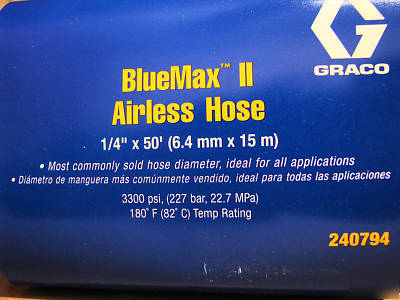 GRACO
BlueMax™ II
Airless Hose
1/4" x 50' (6.4 mm x 15 m)
• Most commonly sold hose diameter, ideal for all applications
• Diámetro de manguera más comúnmente vendido, ideal para todas las aplicaciones
3300 psi, (227 bar, 22.7 MPa)
180° F (82° C) Temp Rating
240794